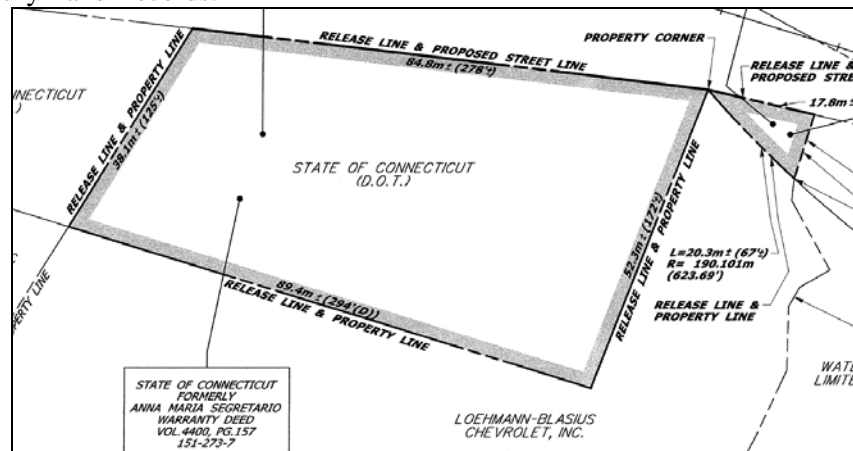 RELEASE LINE & PROPOSED STREET LINE
84.8m± (278'±)
PROPERTY CORNER
RELEASE LINE &
PROPOSED STREE
17.8m±
NECTICUT
)
RELEASE LINE & PROPERTY LINE
38.1m± (125'±)
STATE OF CONNECTICUT
(D.O.T.)
52.3m± (172'±)
RELEASE LINE & PROPERTY LINE
L=20.3m± (67'±)
R= 190.101m
(623.69')
RELEASE LINE &
PROPERTY LINE
89.4m± (294'(D))
RELEASE LINE & PROPERTY LINE
PERTY LINE
STATE OF CONNECTICUT
FORMERLY
ANNA MARIA SEGRETARIO
WARRANTY DEED
VOL.4400, PG.157
151-273-7
LOEHMANN-BLASIUS
CHEVROLET, INC.
WATE
LIMITE